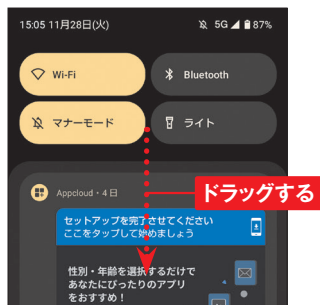 15:05 11月28日(火) 5G 87%
Wi-Fi Bluetooth
マナーモード ライト
Appcloud・4日
ドラッグする
セットアップを完了させてください
ここをタップして始めましょう
性別・年齢を選択するだけで
あなたにぴったりのアプリ
をおすすめ！